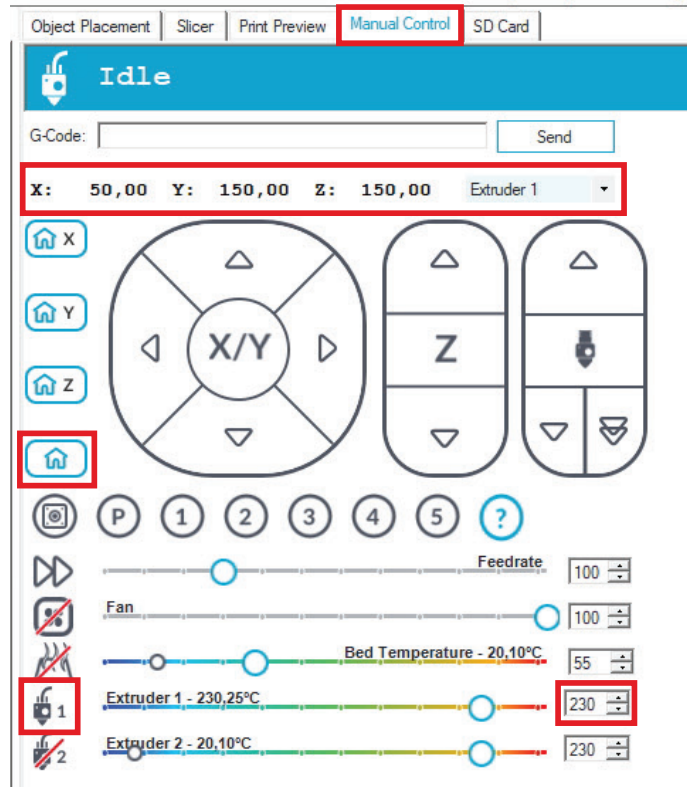 Object Placement Slicer Print Preview Manual Control SD Card
Idle
G-Code: Send
X: 50,00 Y: 150,00 Z: 150,00 Extruder 1
X
Y
X/Y Z
Z
P 1 2 3 4 5 ?
Feedrate 100
Fan 100
Bed Temperature - 20,10°C 55
1 Extruder 1 - 230,25°C 230
2 Extruder 2 - 20,10°C 230